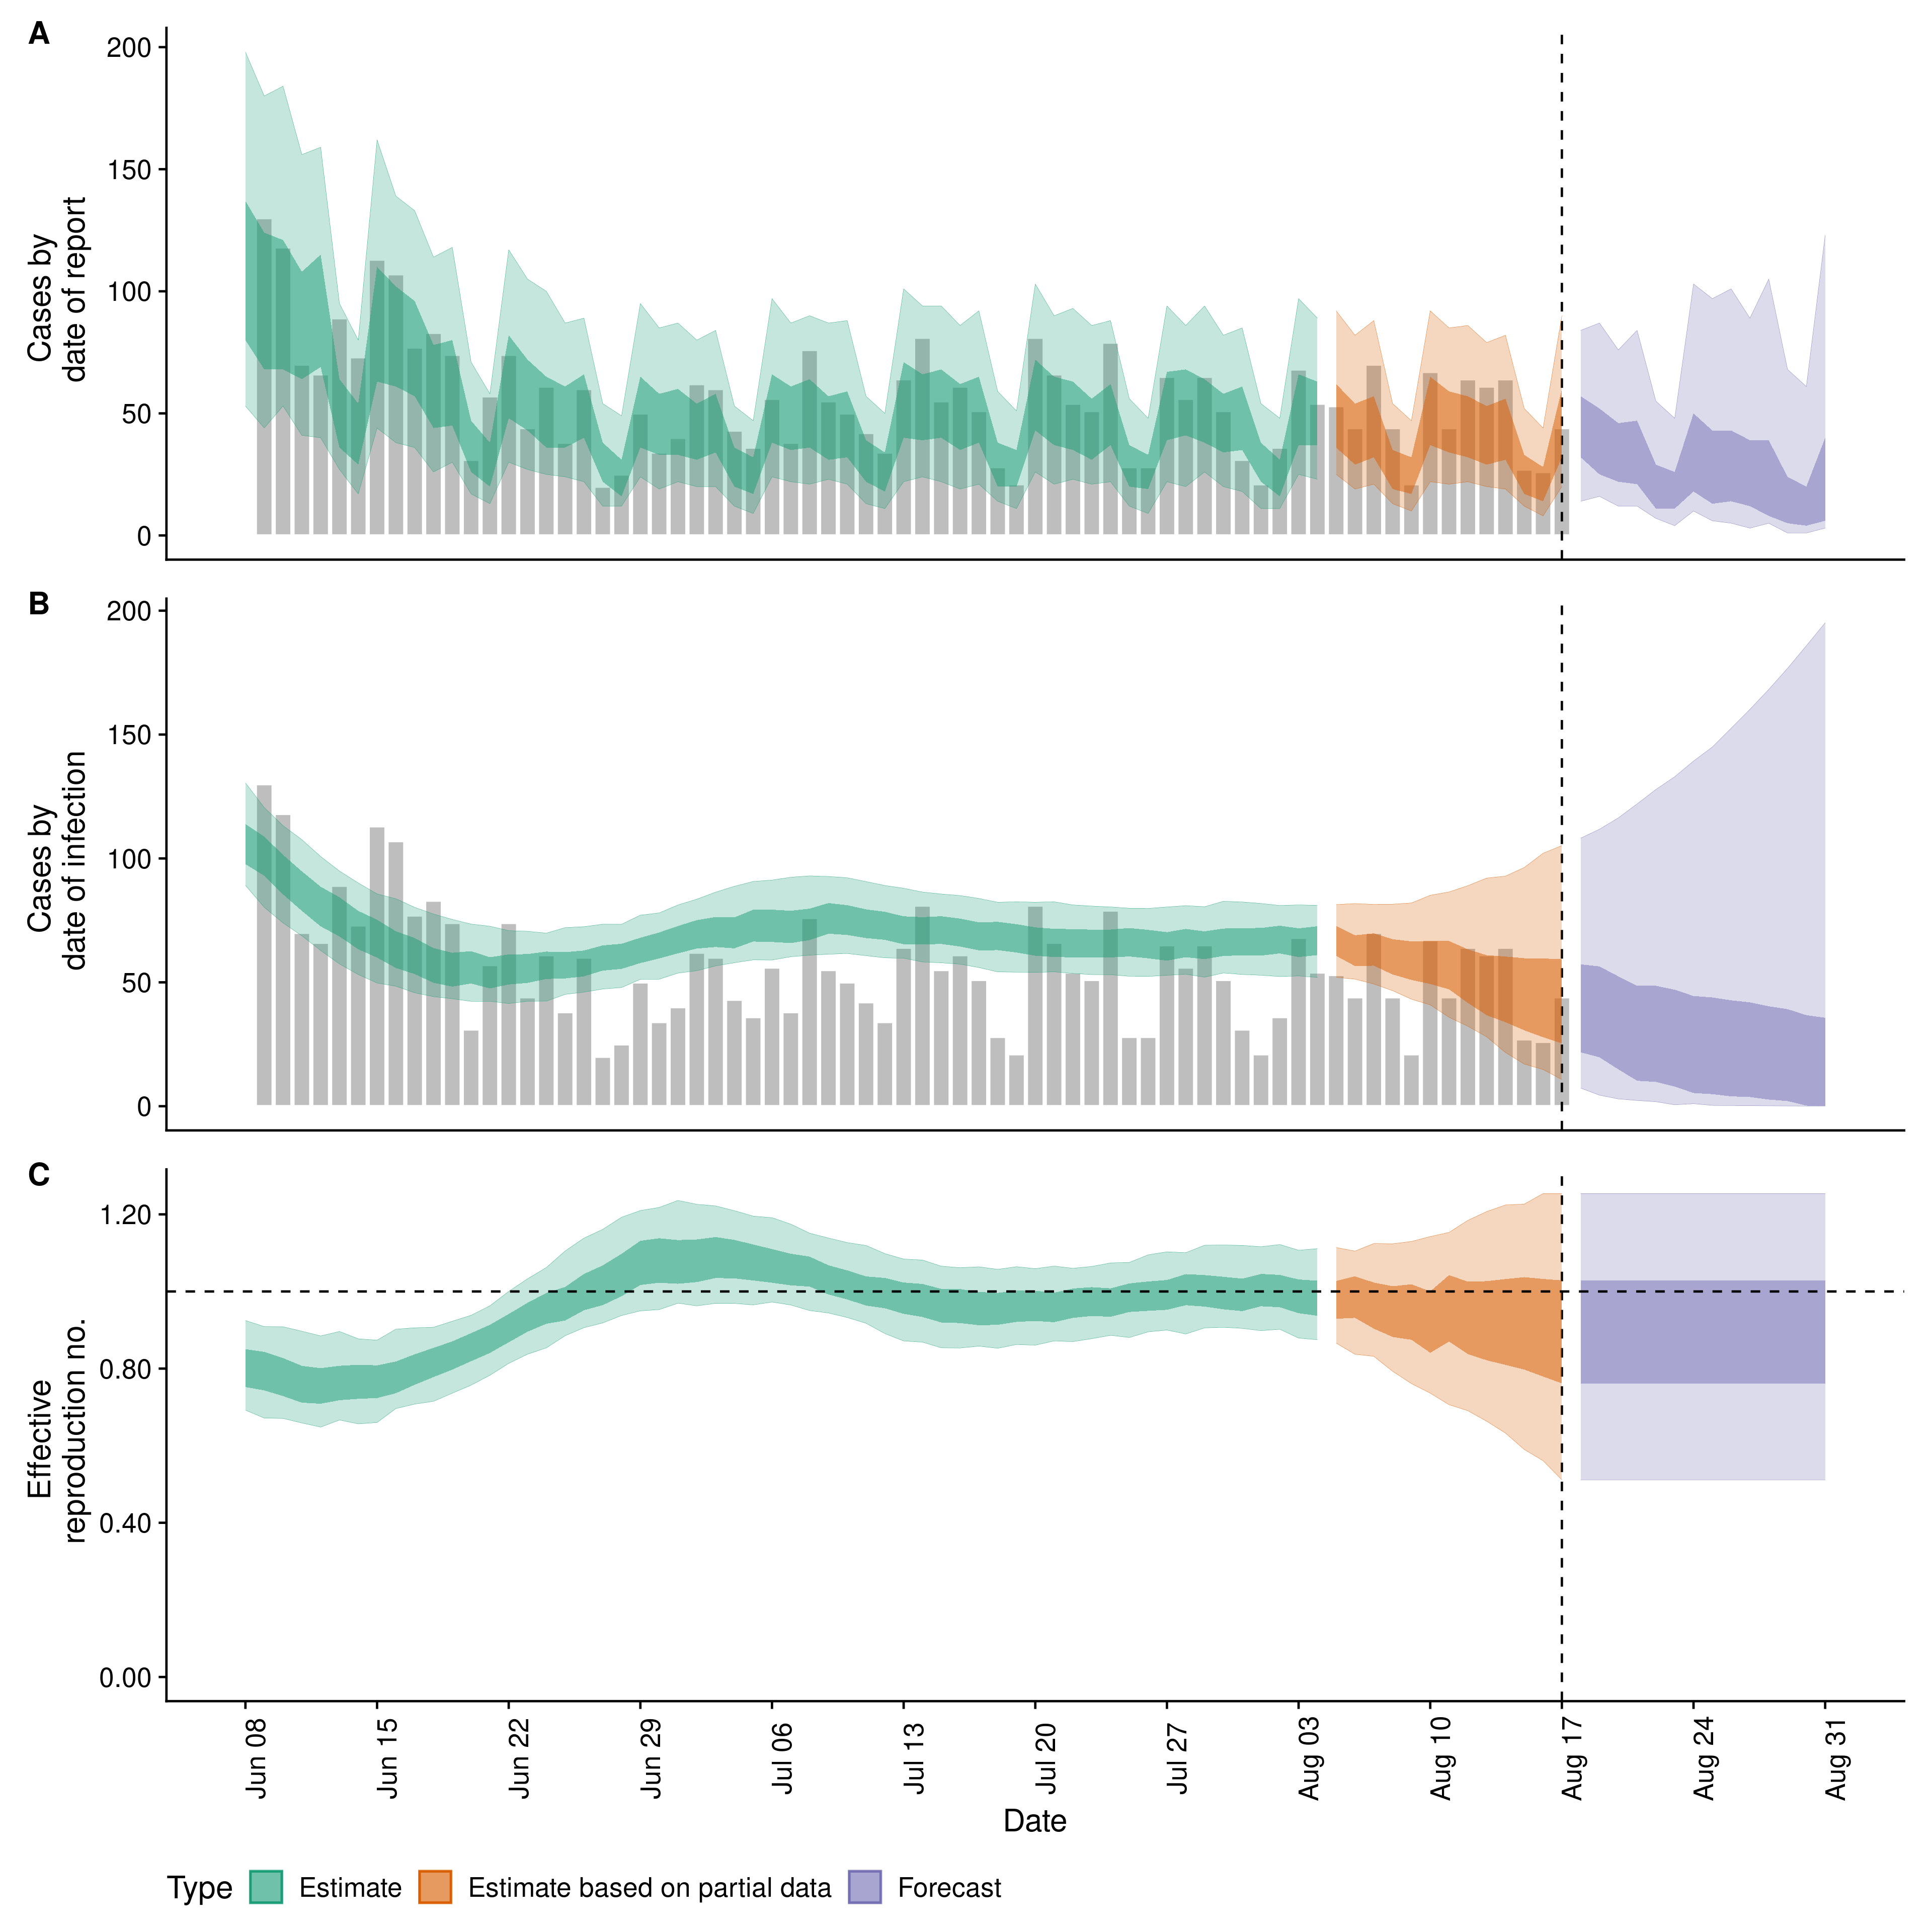 A
200
150
100
50
0
Cases by
date of report
B
200
150
100
50
0
Cases by
date of infection
C
1.20
0.80
0.40
0.00
Effective
reproduction no.
Jun 08
Jun 15
Jun 22
Jun 29
Jul 06
Jul 13
Jul 20
Jul 27
Aug 03
Aug 10
Aug 17
Aug 24
Aug 31
Date
Type Estimate Estimate based on partial data Forecast